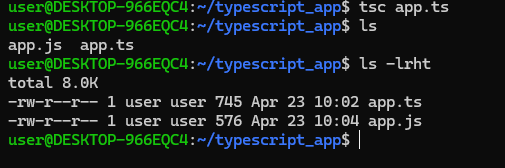 user@DESKTOP-966EQC4:~/typescript_app$ tsc app.ts
user@DESKTOP-966EQC4:~/typescript_app$ ls
app.js  app.ts
user@DESKTOP-966EQC4:~/typescript_app$ ls -lrht
total 8.0K
-rw-r--r-- 1 user user 745 Apr 23 10:02 app.ts
-rw-r--r-- 1 user user 576 Apr 23 10:04 app.js
user@DESKTOP-966EQC4:~/typescript_app$